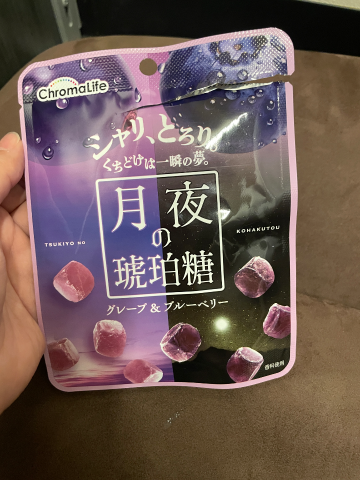 ChromaLife
シャリ、とろり。
くちどけは一瞬の夢。
月夜
の
琥珀糖
TSUKIYO NO
KOHAKUTOU
グレープ & ブルーベリー
香料使用